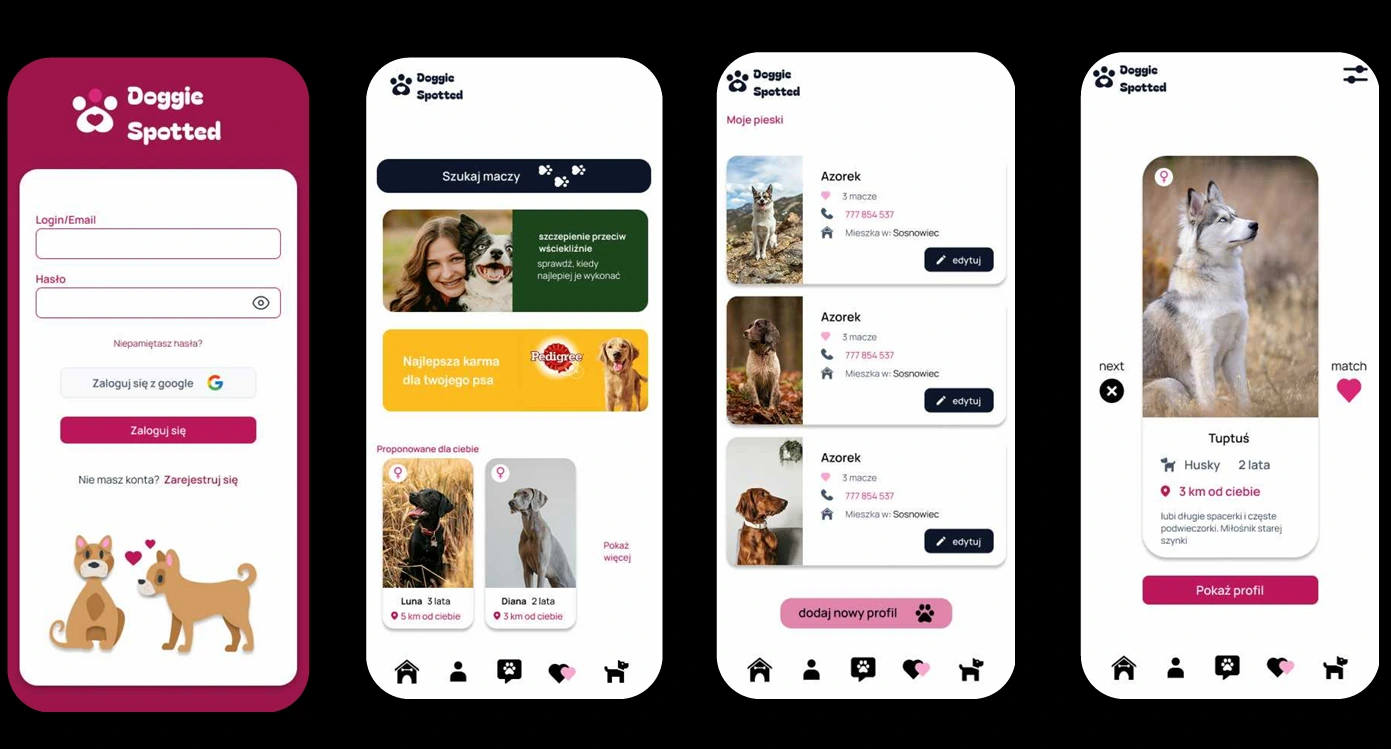 Doggie
Spotted
Login/Email
Hasło
Niepamiętasz hasła?
Zaloguj się z google
Zaloguj się
Nie masz konta? Zarejestruj się
Doggie
Spotted
Szukaj maczy
szczepienie przeciw
wściekliźnie
sprawdź, kiedy
najlepiej je wykonać
Najlepsza karma
dla twojego psa
Pedigree
Proponowane dla ciebie
Luna 3 lata
5 km od ciebie
Diana 2 lata
3 km od ciebie
Pokaż
więcej
Doggie
Spotted
Moje pieski
Azorek
3 macze
777 854 537
Mieszka w: Sosnowiec
edytuj
Azorek
3 macze
777 854 537
Mieszka w: Sosnowiec
edytuj
Azorek
3 macze
777 854 537
Mieszka w: Sosnowiec
edytuj
dodaj nowy profil
Doggie
Spotted
next
match
Tuptuś
Husky 2 lata
3 km od ciebie
lubi długie spacerki i częste
podwieczorki. Miłośnik starej
szynki
Pokaż profil